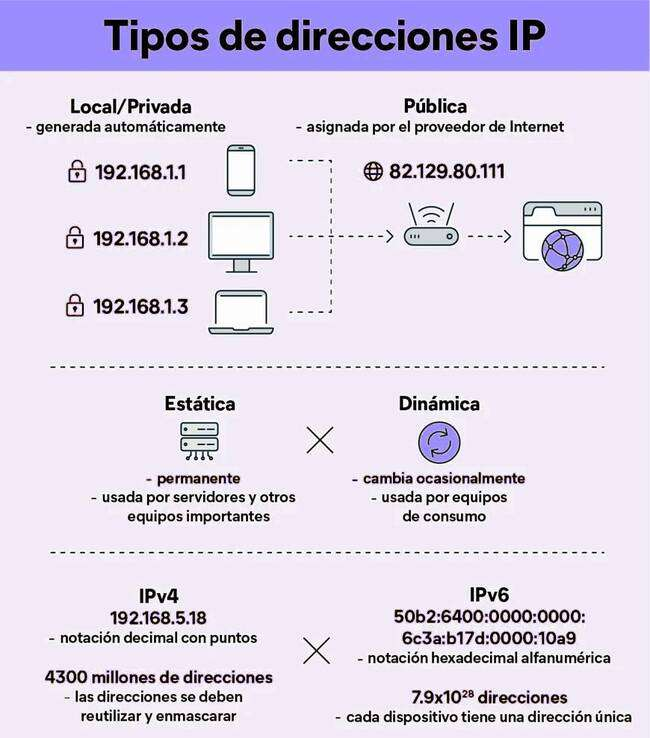 Tipos de direcciones IP
Local/Privada
- generada automáticamente
192.168.1.1
192.168.1.2
192.168.1.3
Pública
- asignada por el proveedor de Internet
82.129.80.111
Estática
- permanente
- usada por servidores y otros
equipos importantes
Dinámica
- cambia ocasionalmente
- usada por equipos
de consumo
IPv4
192.168.5.18
- notación decimal con puntos
4300 millones de direcciones
- las direcciones se deben
reutilizar y enmascarar
IPv6
50b2:6400:0000:0000:
6c3a:b17d:0000:10a9
- notación hexadecimal alfanumérica
7.9x10²⁸ direcciones
- cada dispositivo tiene una dirección única